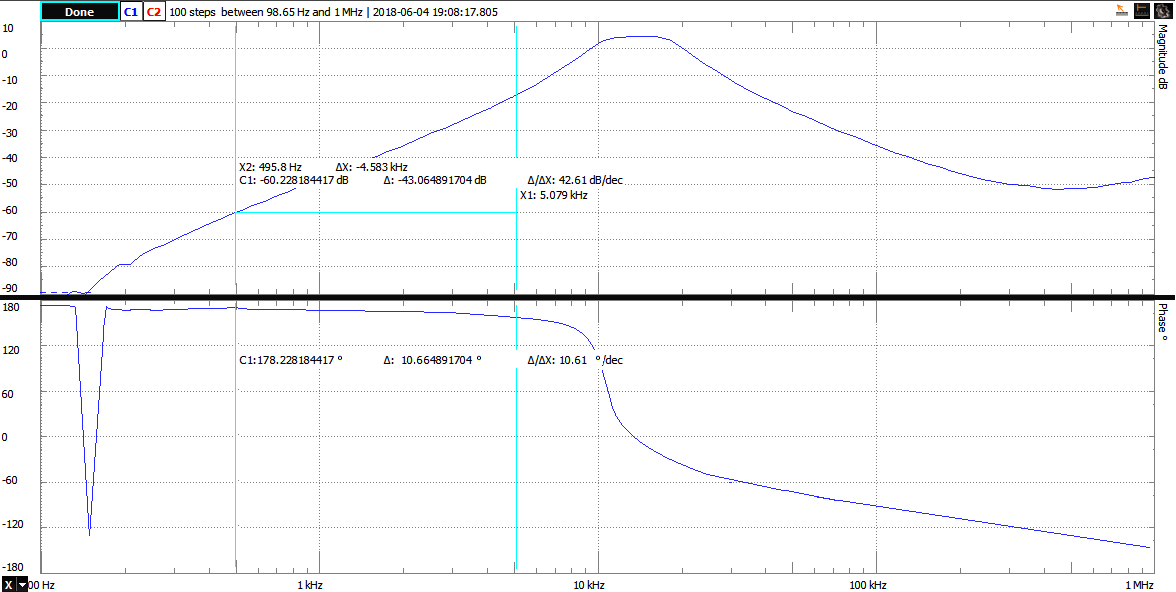 Done C1 C2 100 steps between 98.65 Hz and 1 MHz | 2018-06-04 19:08:17.805
Magnitude dB
10
0
-10
-20
-30
-40
-50
-60
-70
-80
-90
X2: 495.8 Hz ΔX: -4.583 kHz
C1: -60.228184417 dB Δ: -43.064891704 dB Δ/ΔX: 42.61 dB/dec
X1: 5.079 kHz
Phase °
180
120
60
0
-60
-120
-180
C1:178.228184417 ° Δ: 10.664891704 ° Δ/ΔX: 10.61 °/dec
X 00 Hz 1 kHz 10 kHz 100 kHz 1 MHz